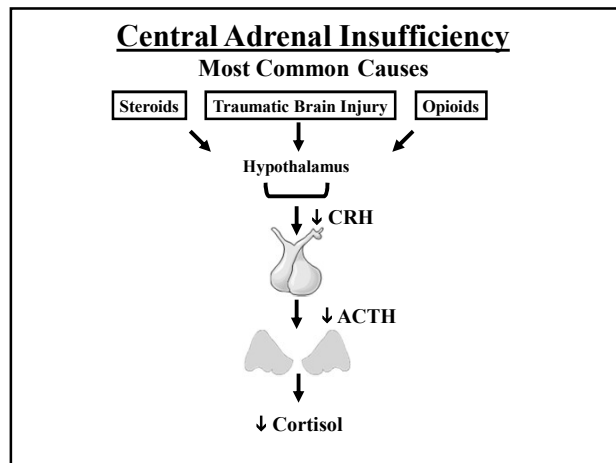 Central Adrenal Insufficiency
Most Common Causes
Steroids Traumatic Brain Injury Opioids
Hypothalamus
↓ CRH
↓ ACTH
↓ Cortisol